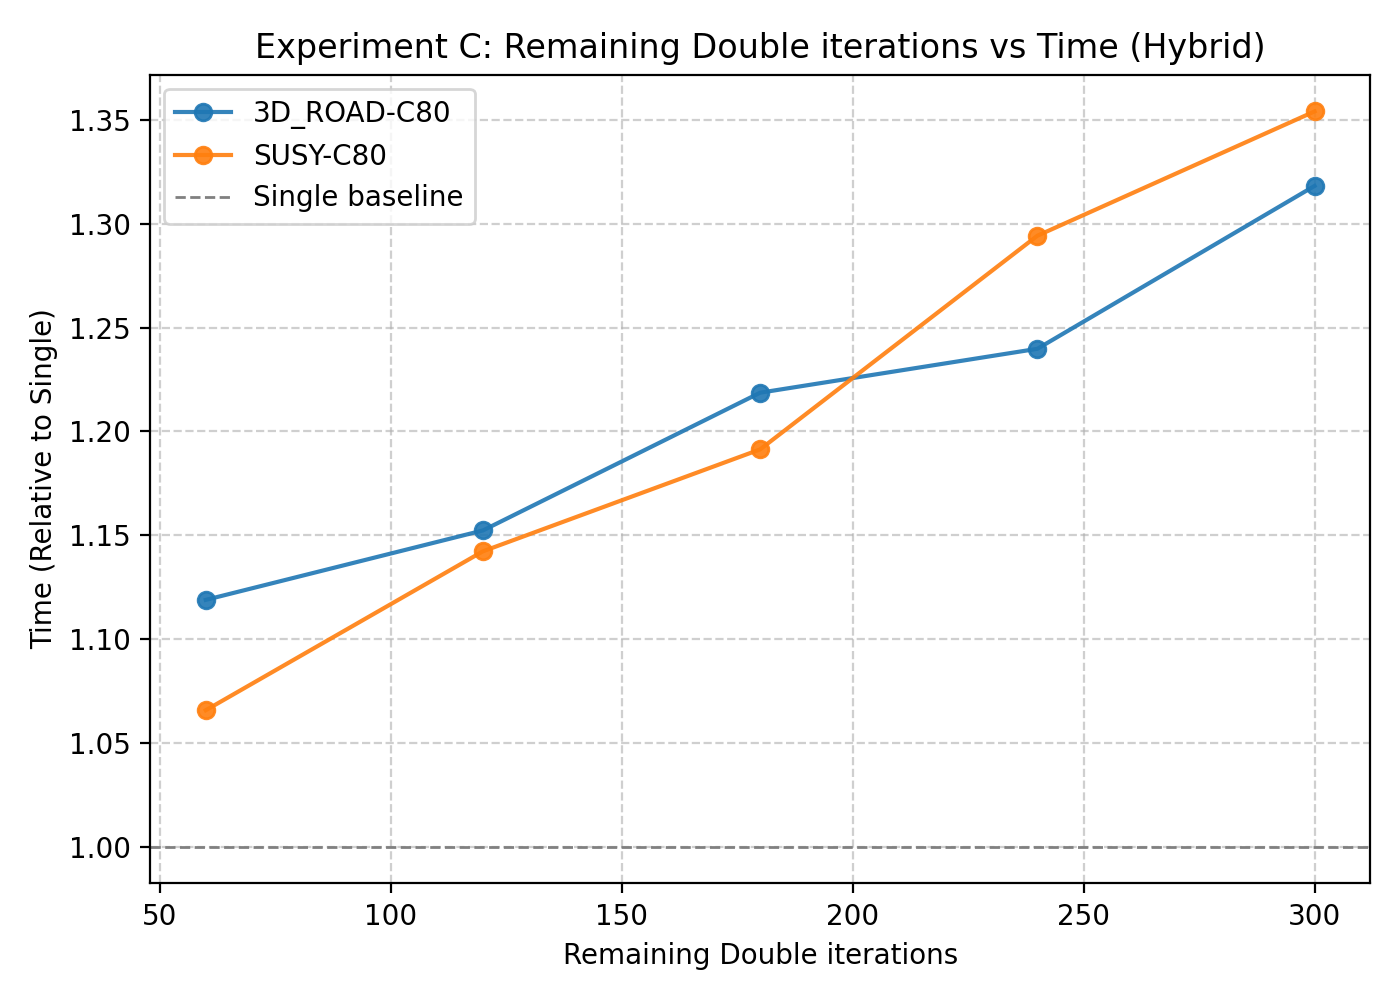 Experiment C: Remaining Double iterations vs Time (Hybrid)
3D_ROAD-C80
SUSY-C80
Single baseline
Time (Relative to Single)
1.35
1.30
1.25
1.20
1.15
1.10
1.05
1.00
50 100 150 200 250 300
Remaining Double iterations